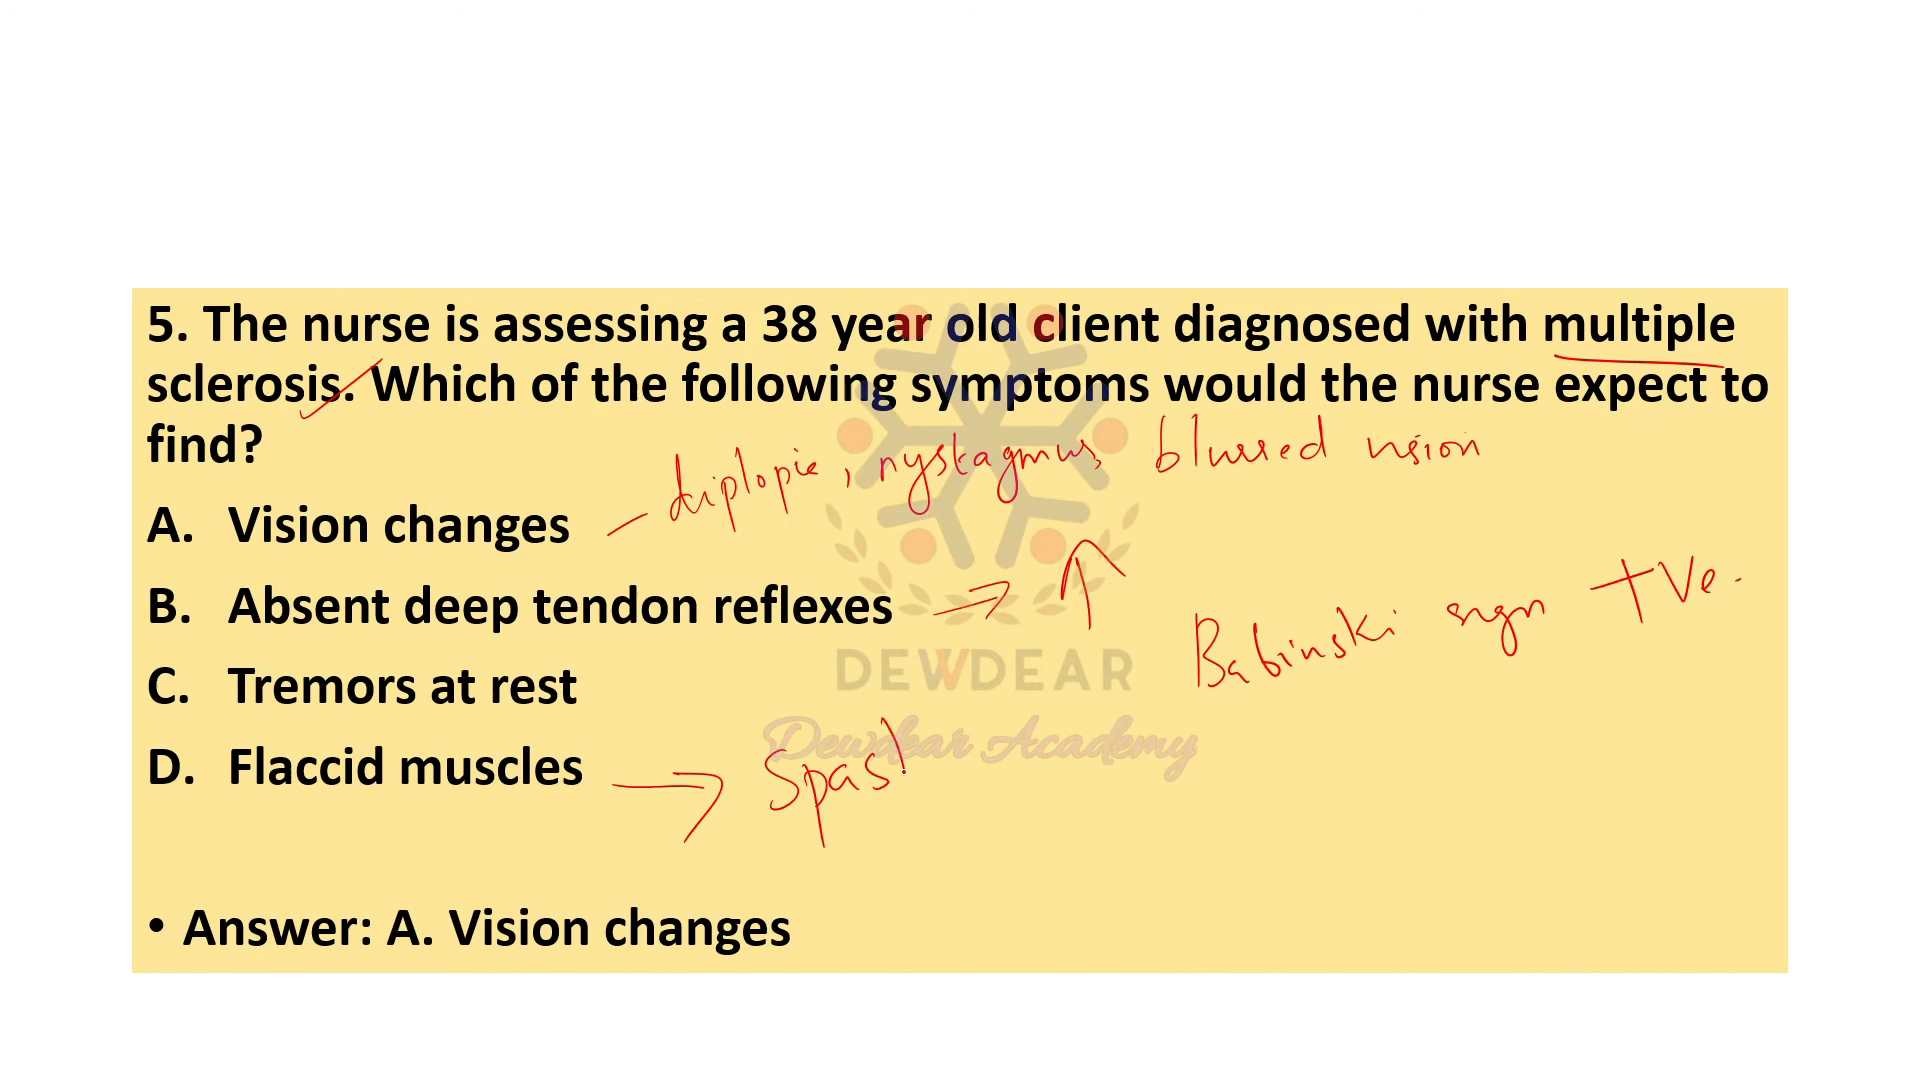 5. The nurse is assessing a 38 year old client diagnosed with multiple
sclerosis. Which of the following symptoms would the nurse expect to
find?
diplopie, nystagmus, blurred vision
A. Vision changes
B. Absent deep tendon reflexes
Babinski sign +Ve.
DEWDEAR
C. Tremors at rest
Dewdear Academy
D. Flaccid muscles
Spas
• Answer: A. Vision changes